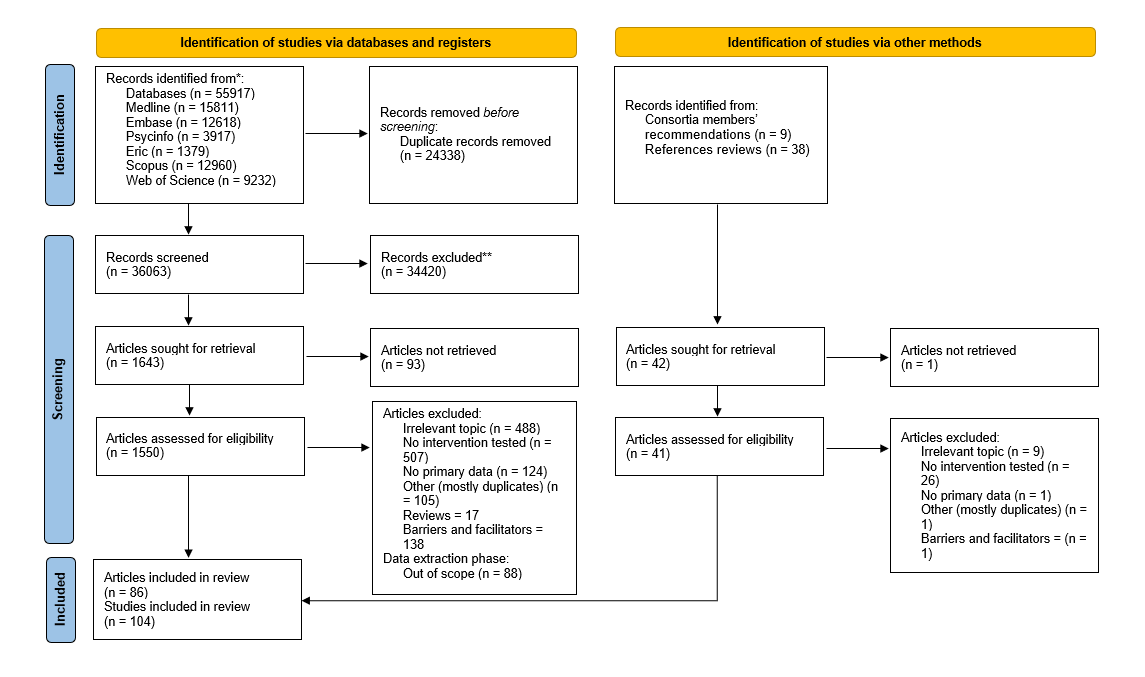 Identification of studies via databases and registers
Identification of studies via other methods
Identification
Records identified from*:
Databases (n = 55917)
Medline (n = 15811)
Embase (n = 12618)
Psycinfo (n = 3917)
Eric (n = 1379)
Scopus (n = 12960)
Web of Science (n = 9232)
Records removed before
screening:
Duplicate records removed
(n = 24338)
Records identified from:
Consortia members'
recommendations (n = 9)
References reviews (n = 38)
Screening
Records screened
(n = 36063)
Records excluded**
(n = 34420)
Articles sought for retrieval
(n = 1643)
Articles not retrieved
(n = 93)
Articles sought for retrieval
(n = 42)
Articles not retrieved
(n = 1)
Articles assessed for eligibility
(n = 1550)
Articles excluded:
Irrelevant topic (n = 488)
No intervention tested (n =
507)
No primary data (n = 124)
Other (mostly duplicates) (n
= 105)
Reviews = 17
Barriers and facilitators =
138
Data extraction phase:
Out of scope (n = 88)
Articles assessed for eligibility
(n = 41)
Articles excluded:
Irrelevant topic (n = 9)
No intervention tested (n =
26)
No primary data (n = 1)
Other (mostly duplicates) (n =
1)
Barriers and facilitators = (n =
1)
Included
Articles included in review
(n = 86)
Studies included in review
(n = 104)